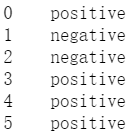 0 positive
1 negative
2 negative
3 positive
4 positive
5 positive